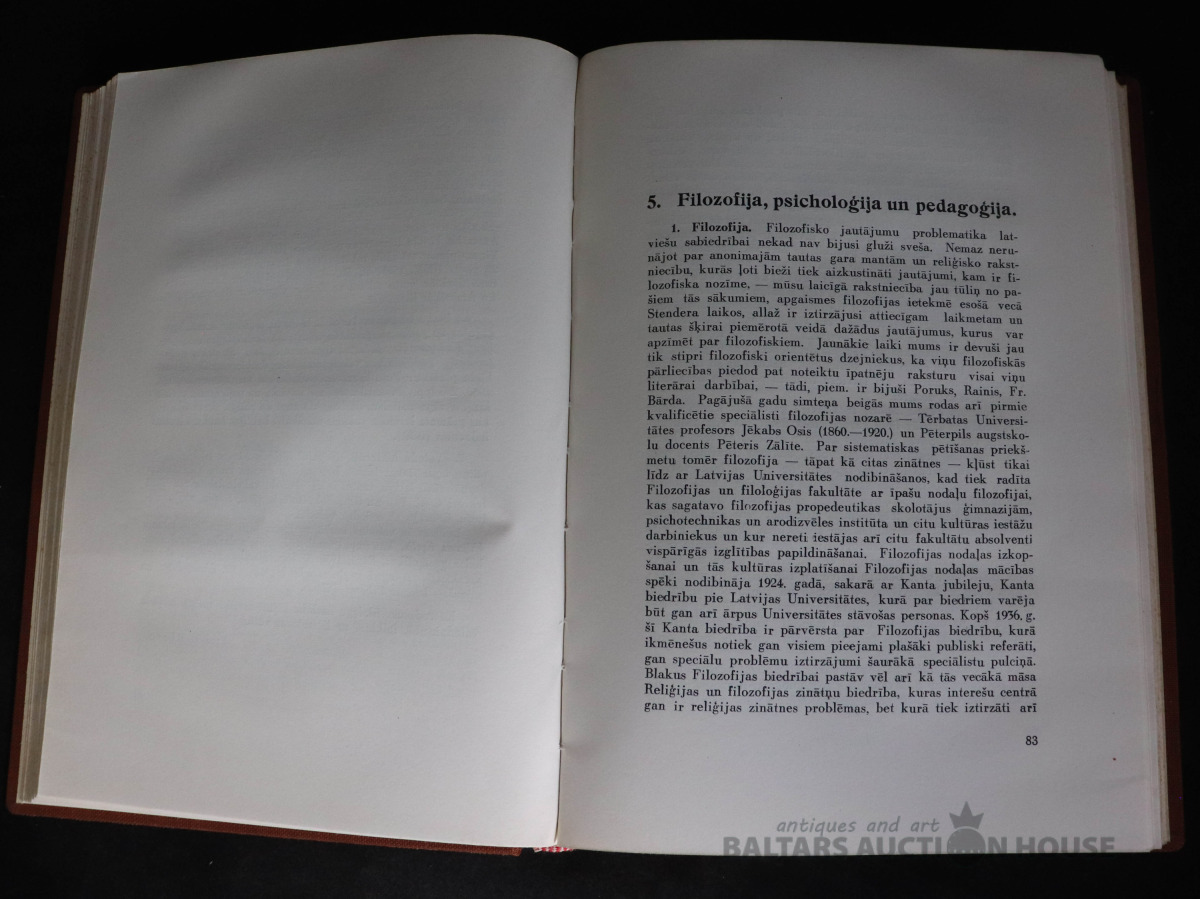 5. Filozofija, psicholoģija un pedagoģija.
1. Filozofija. Filozofisko jautājumu problematika lat-
viešu sabiedrībai nekad nav bijusi gluži sveša. Nemaz neru-
nājot par anonimajām tautas gara mantām un reliģisko rakst-
niecību, kurās ļoti bieži tiek aizkustināti jautājumi, kam ir fi-
lozofiska nozīme, — mūsu laicīgā rakstniecība jau tūliņ no pa-
šiem tās sākumiem, apgaismes filozofijas ietekmē esošā vecā
Stendera laikos, allaž ir iztirzājusi attiecīgam laikmetam un
tautas šķirai piemērotā veidā dažādus jautājumus, kurus var
apzīmēt par filozofiskiem. Jaunākie laiki mums ir devuši jau
tik stipri filozofiski orientētus dzejniekus, ka viņu filozofiskās
pārliecības piedod pat noteiktu īpatnēju raksturu visai viņu
literārai darbībai, — tādi, piem. ir bijuši Poruks, Rainis, Fr.
Bārda. Pagājušā gadu simteņa beigās mums rodas arī pirmie
kvalificētie speciālisti filozofijas nozarē — Tērbatas Universi-
tātes profesors Jēkabs Osis (1860.—1920.) un Pēterpils augstsko-
lu docents Pēteris Zālīte. Par sistematiskas pētīšanas priekš-
metu tomēr filozofija — tāpat kā citas zinātnes — kļūst tikai
līdz ar Latvijas Universitātes nodibināšanos, kad tiek radīta
Filozofijas un filoloģijas fakultāte ar īpašu nodaļu filozofijai,
kas sagatavo filozofijas propedeutikas skolotājus ģimnazijām,
psichotechnikas un arodizvēles institūta un citu kultūras iestāžu
darbiniekus un kur nereti iestājas arī citu fakultātu absolventi
vispārīgās izglītības papildināšanai. Filozofijas nodaļas izkop-
šanai un tās kultūras izplatīšanai Filozofijas nodaļas mācības
spēki nodibināja 1924. gadā, sakarā ar Kanta jubileju, Kanta
biedrību pie Latvijas Universitātes, kurā par biedriem varēja
būt gan arī ārpus Universitātes stāvošas personas. Kopš 1936. g.
šī Kanta biedrība ir pārvērsta par Filozofijas biedrību, kurā
ikmēnešus notiek gan visiem pieejami plašāki publiski referāti,
gan speciālu problēmu iztirzājumi šaurākā speciālistu pulciņā.
Blakus Filozofijas biedrībai pastāv vēl arī kā tās vecākā māsa
Reliģijas un filozofijas zinātņu biedrība, kuras interešu centrā
gan ir reliģijas zinātnes problēmas, bet kurā tiek iztirzāti arī
83
antiques and art
BALTARS AUCTION HOUSE